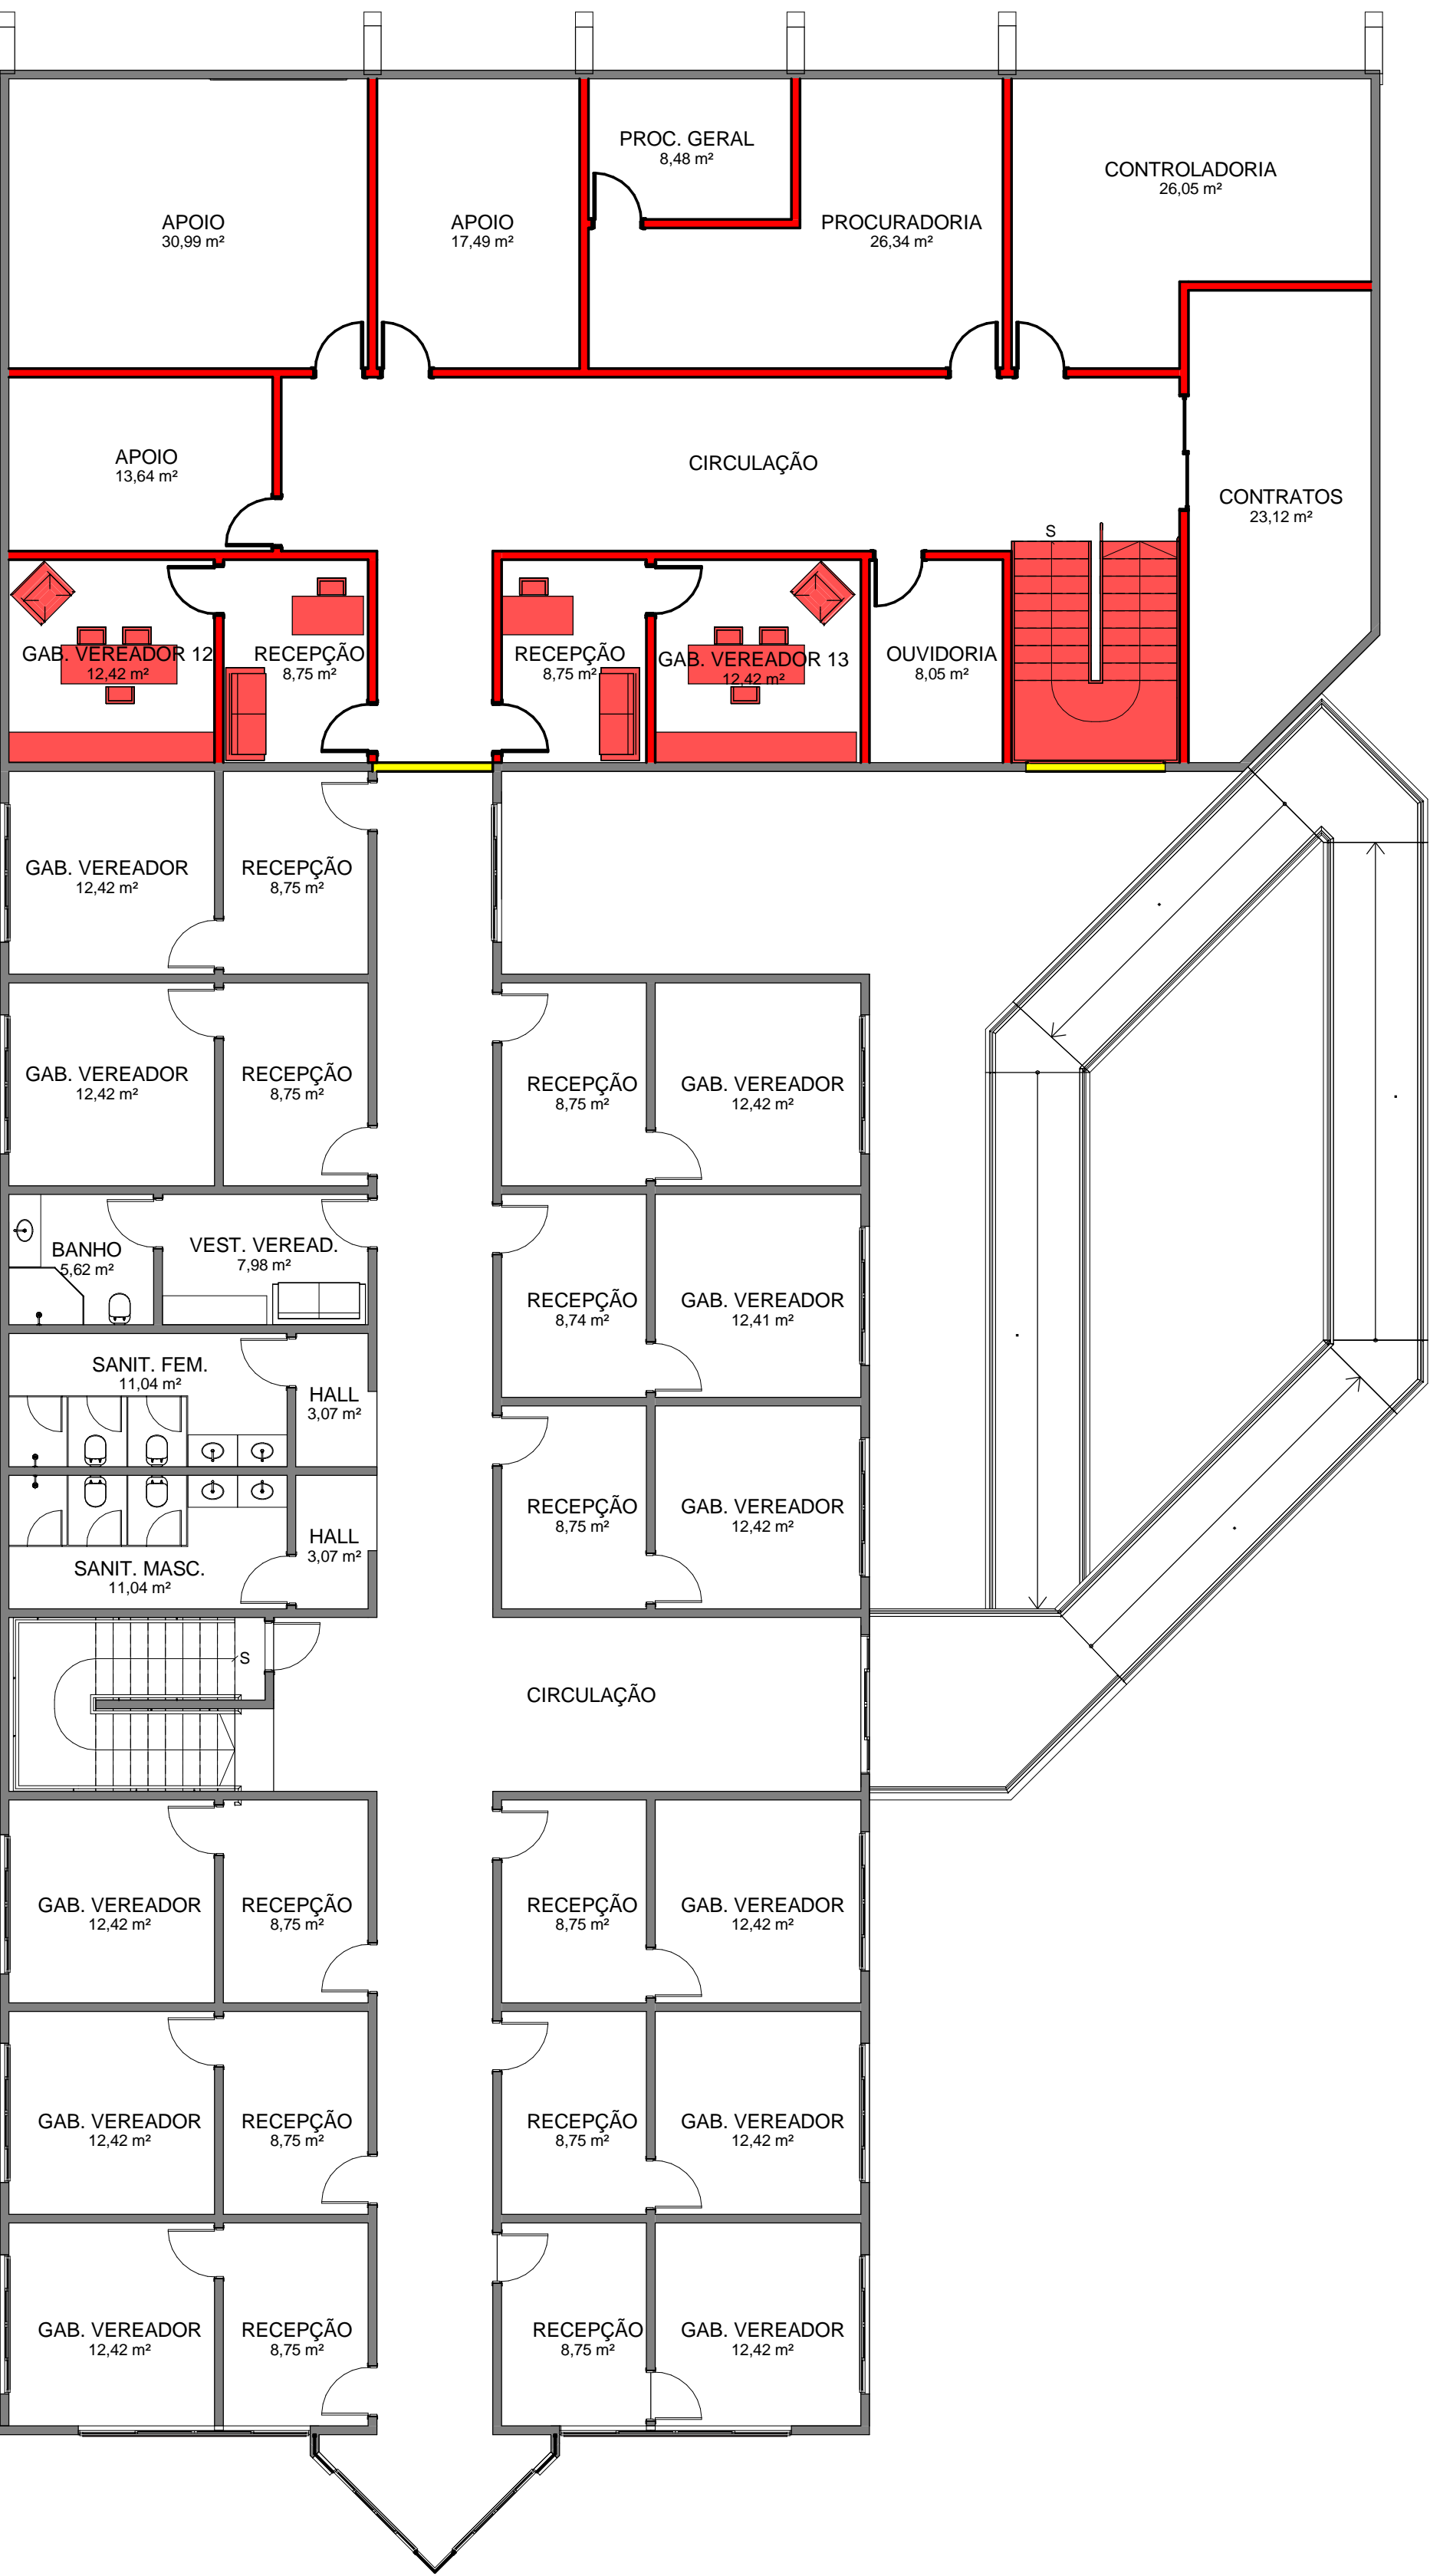 PROC. GERAL
8,48 m²
CONTROLADORIA
26,05 m²
APOIO
30,99 m²
APOIO
17,49 m²
PROCURADORIA
26,34 m²
APOIO
13,64 m²
CIRCULAÇÃO
CONTRATOS
23,12 m²
S
GAB. VEREADOR 12
12,42 m²
RECEPÇÃO
8,75 m²
RECEPÇÃO
8,75 m²
GAB. VEREADOR 13
12,42 m²
OUVIDORIA
8,05 m²
GAB. VEREADOR
12,42 m²
RECEPÇÃO
8,75 m²
GAB. VEREADOR
12,42 m²
RECEPÇÃO
8,75 m²
RECEPÇÃO
8,75 m²
GAB. VEREADOR
12,42 m²
BANHO
5,62 m²
VEST. VEREAD.
7,98 m²
RECEPÇÃO
8,74 m²
GAB. VEREADOR
12,41 m²
SANIT. FEM.
11,04 m²
HALL
3,07 m²
RECEPÇÃO
8,75 m²
GAB. VEREADOR
12,42 m²
HALL
3,07 m²
SANIT. MASC.
11,04 m²
S
CIRCULAÇÃO
GAB. VEREADOR
12,42 m²
RECEPÇÃO
8,75 m²
RECEPÇÃO
8,75 m²
GAB. VEREADOR
12,42 m²
GAB. VEREADOR
12,42 m²
RECEPÇÃO
8,75 m²
RECEPÇÃO
8,75 m²
GAB. VEREADOR
12,42 m²
GAB. VEREADOR
12,42 m²
RECEPÇÃO
8,75 m²
RECEPÇÃO
8,75 m²
GAB. VEREADOR
12,42 m²